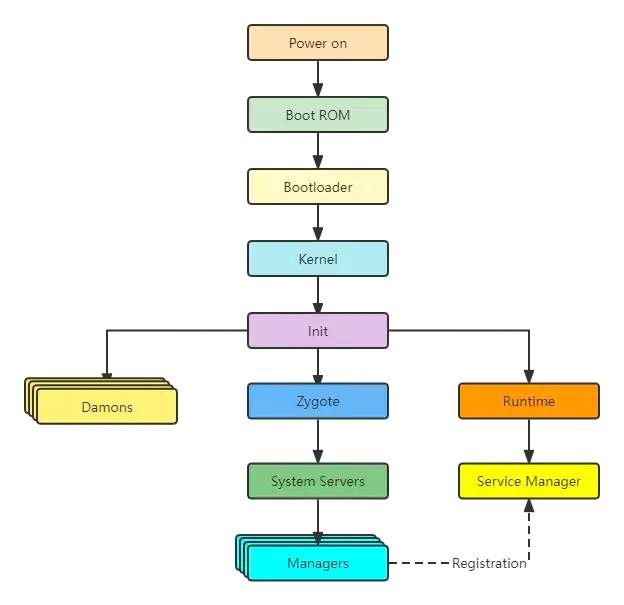 Power on
Boot ROM
Bootloader
Kernel
Init
Damons
Zygote
Runtime
System Servers
Service Manager
Managers
Registration